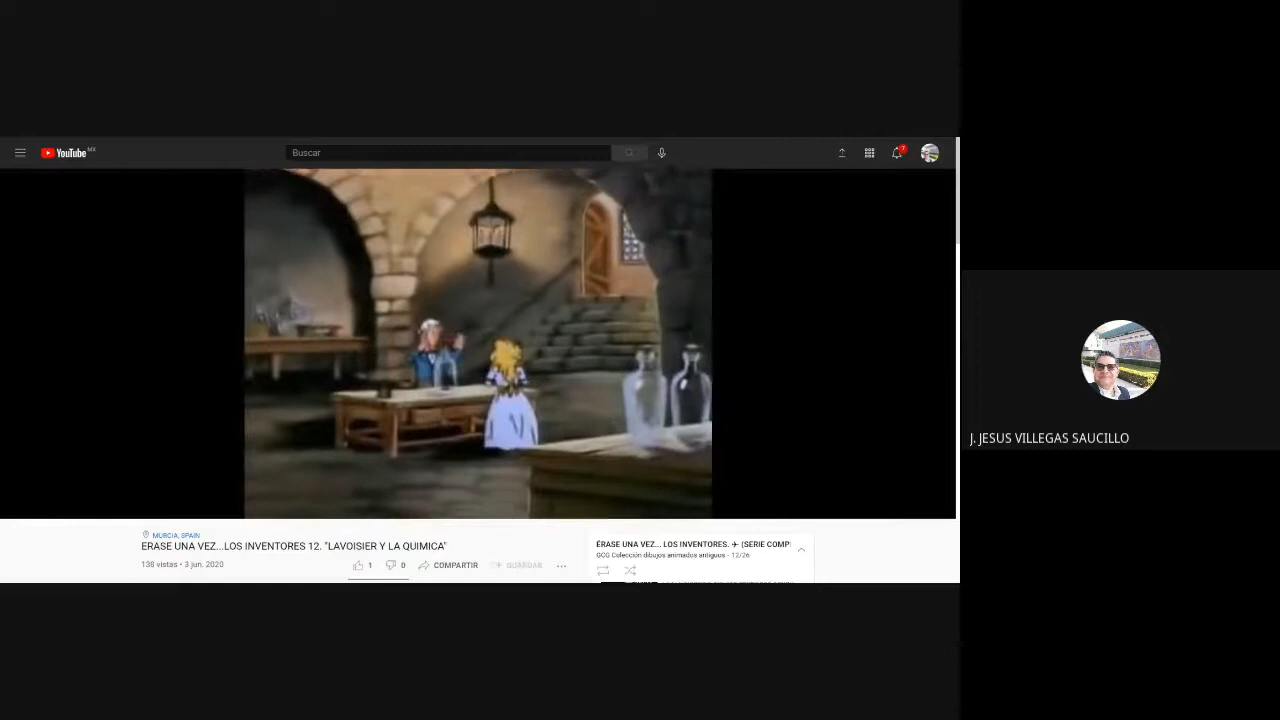 YouTube MX
Buscar
7
MURCIA, SPAIN
ERASE UNA VEZ...LOS INVENTORES 12. "LAVOISIER Y LA QUIMICA"
138 vistas • 3 jun. 2020
1
0
COMPARTIR
GUARDAR
ÉRASE UNA VEZ... LOS INVENTORES. ✈ (SERIE COMP
GCG Colección dibujos animados antiguos - 12/26
J. JESUS VILLEGAS SAUCILLO